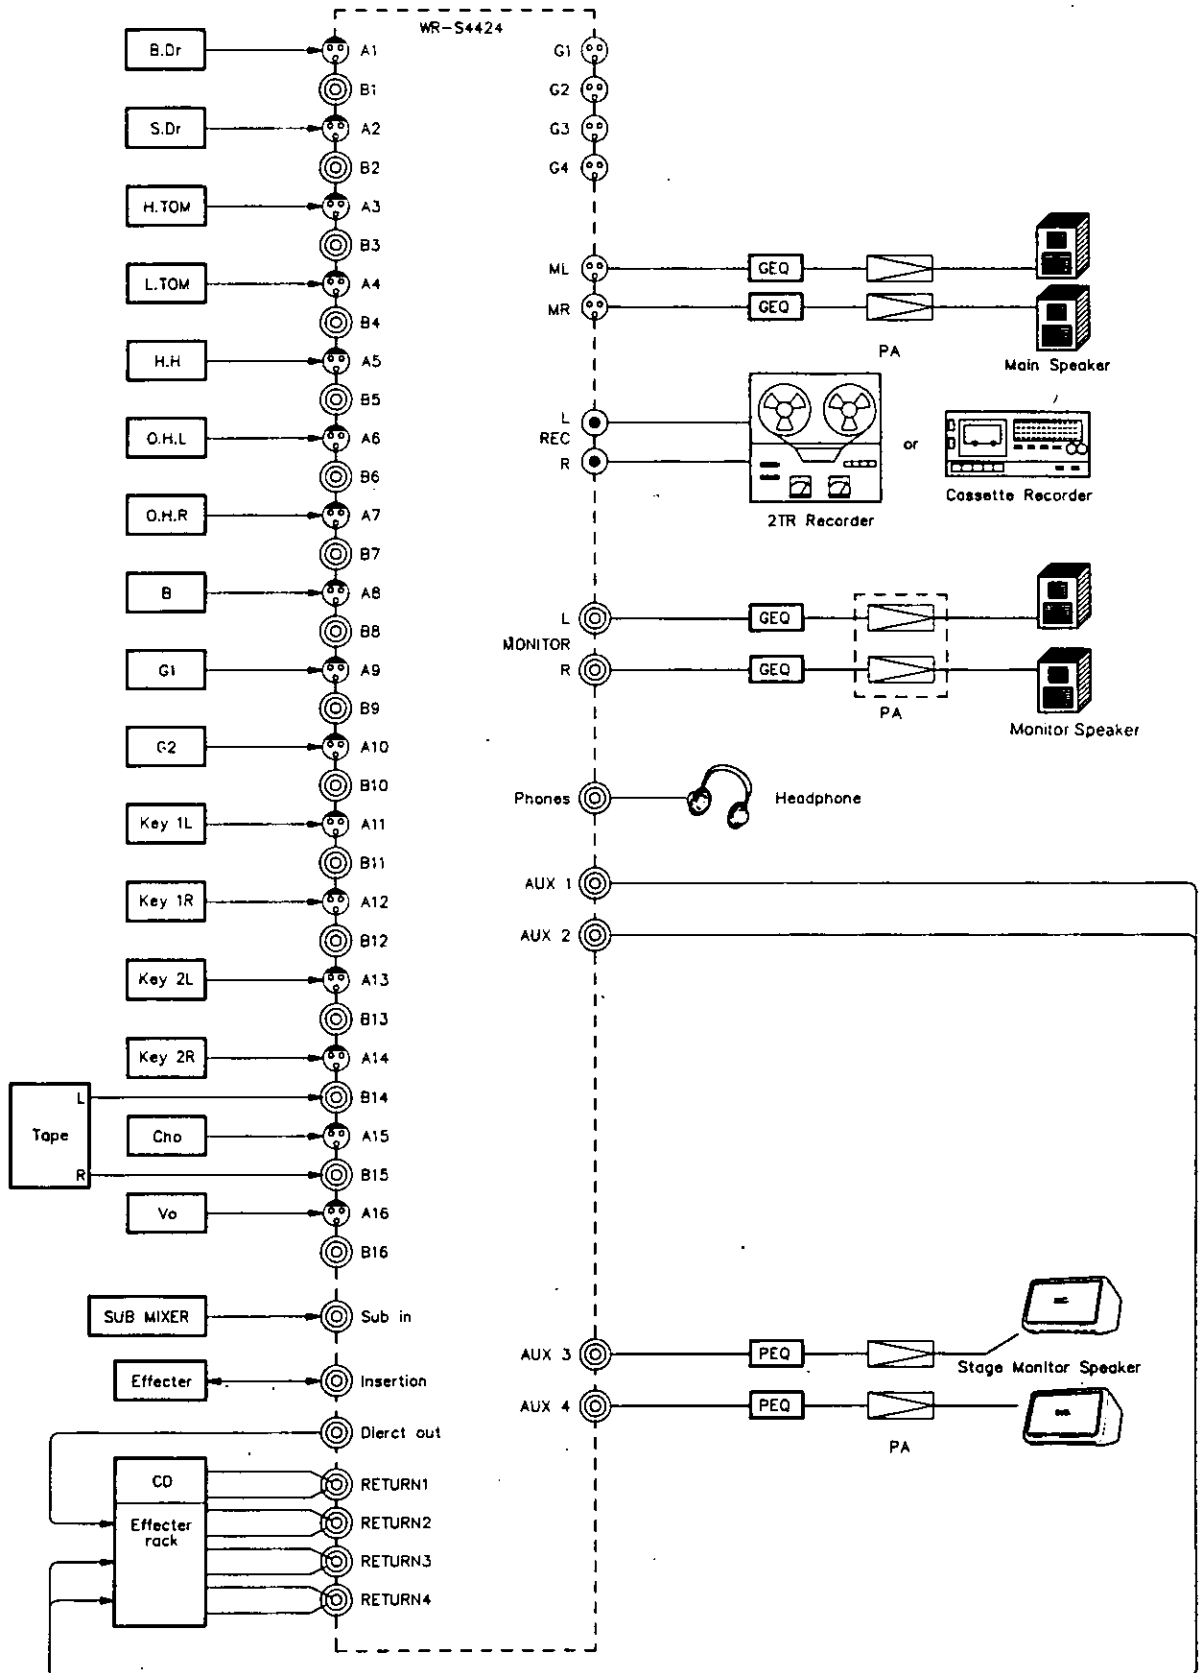 WR-S4424
B.Dr
A1
G1
B1
G2
S.Dr
A2
G3
B2
G4
H.TOM
A3
B3
ML
GEQ
L.TOM
A4
MR
GEQ
B4
PA
Main Speaker
H.H
A5
B5
L
REC
R
or
O.H.L
A6
B6
Cassette Recorder
2TR Recorder
O.H.R
A7
B7
B
A8
B8
L
GEQ
MONITOR
R
GEQ
PA
Monitor Speaker
G1
A9
B9
G2
A10
B10
Phones
Headphone
Key 1L
A11
B11
AUX 1
Key 1R
A12
B12
AUX 2
Key 2L
A13
B13
Key 2R
A14
L
B14
Tape
Cho
A15
R
B15
Vo
A16
B16
SUB MIXER
Sub in
AUX 3
PEQ
Stage Monitor Speaker
Effecter
Insertion
AUX 4
PEQ
PA
Dierct out
CD
RETURN1
Effecter
rack
RETURN2
RETURN3
RETURN4